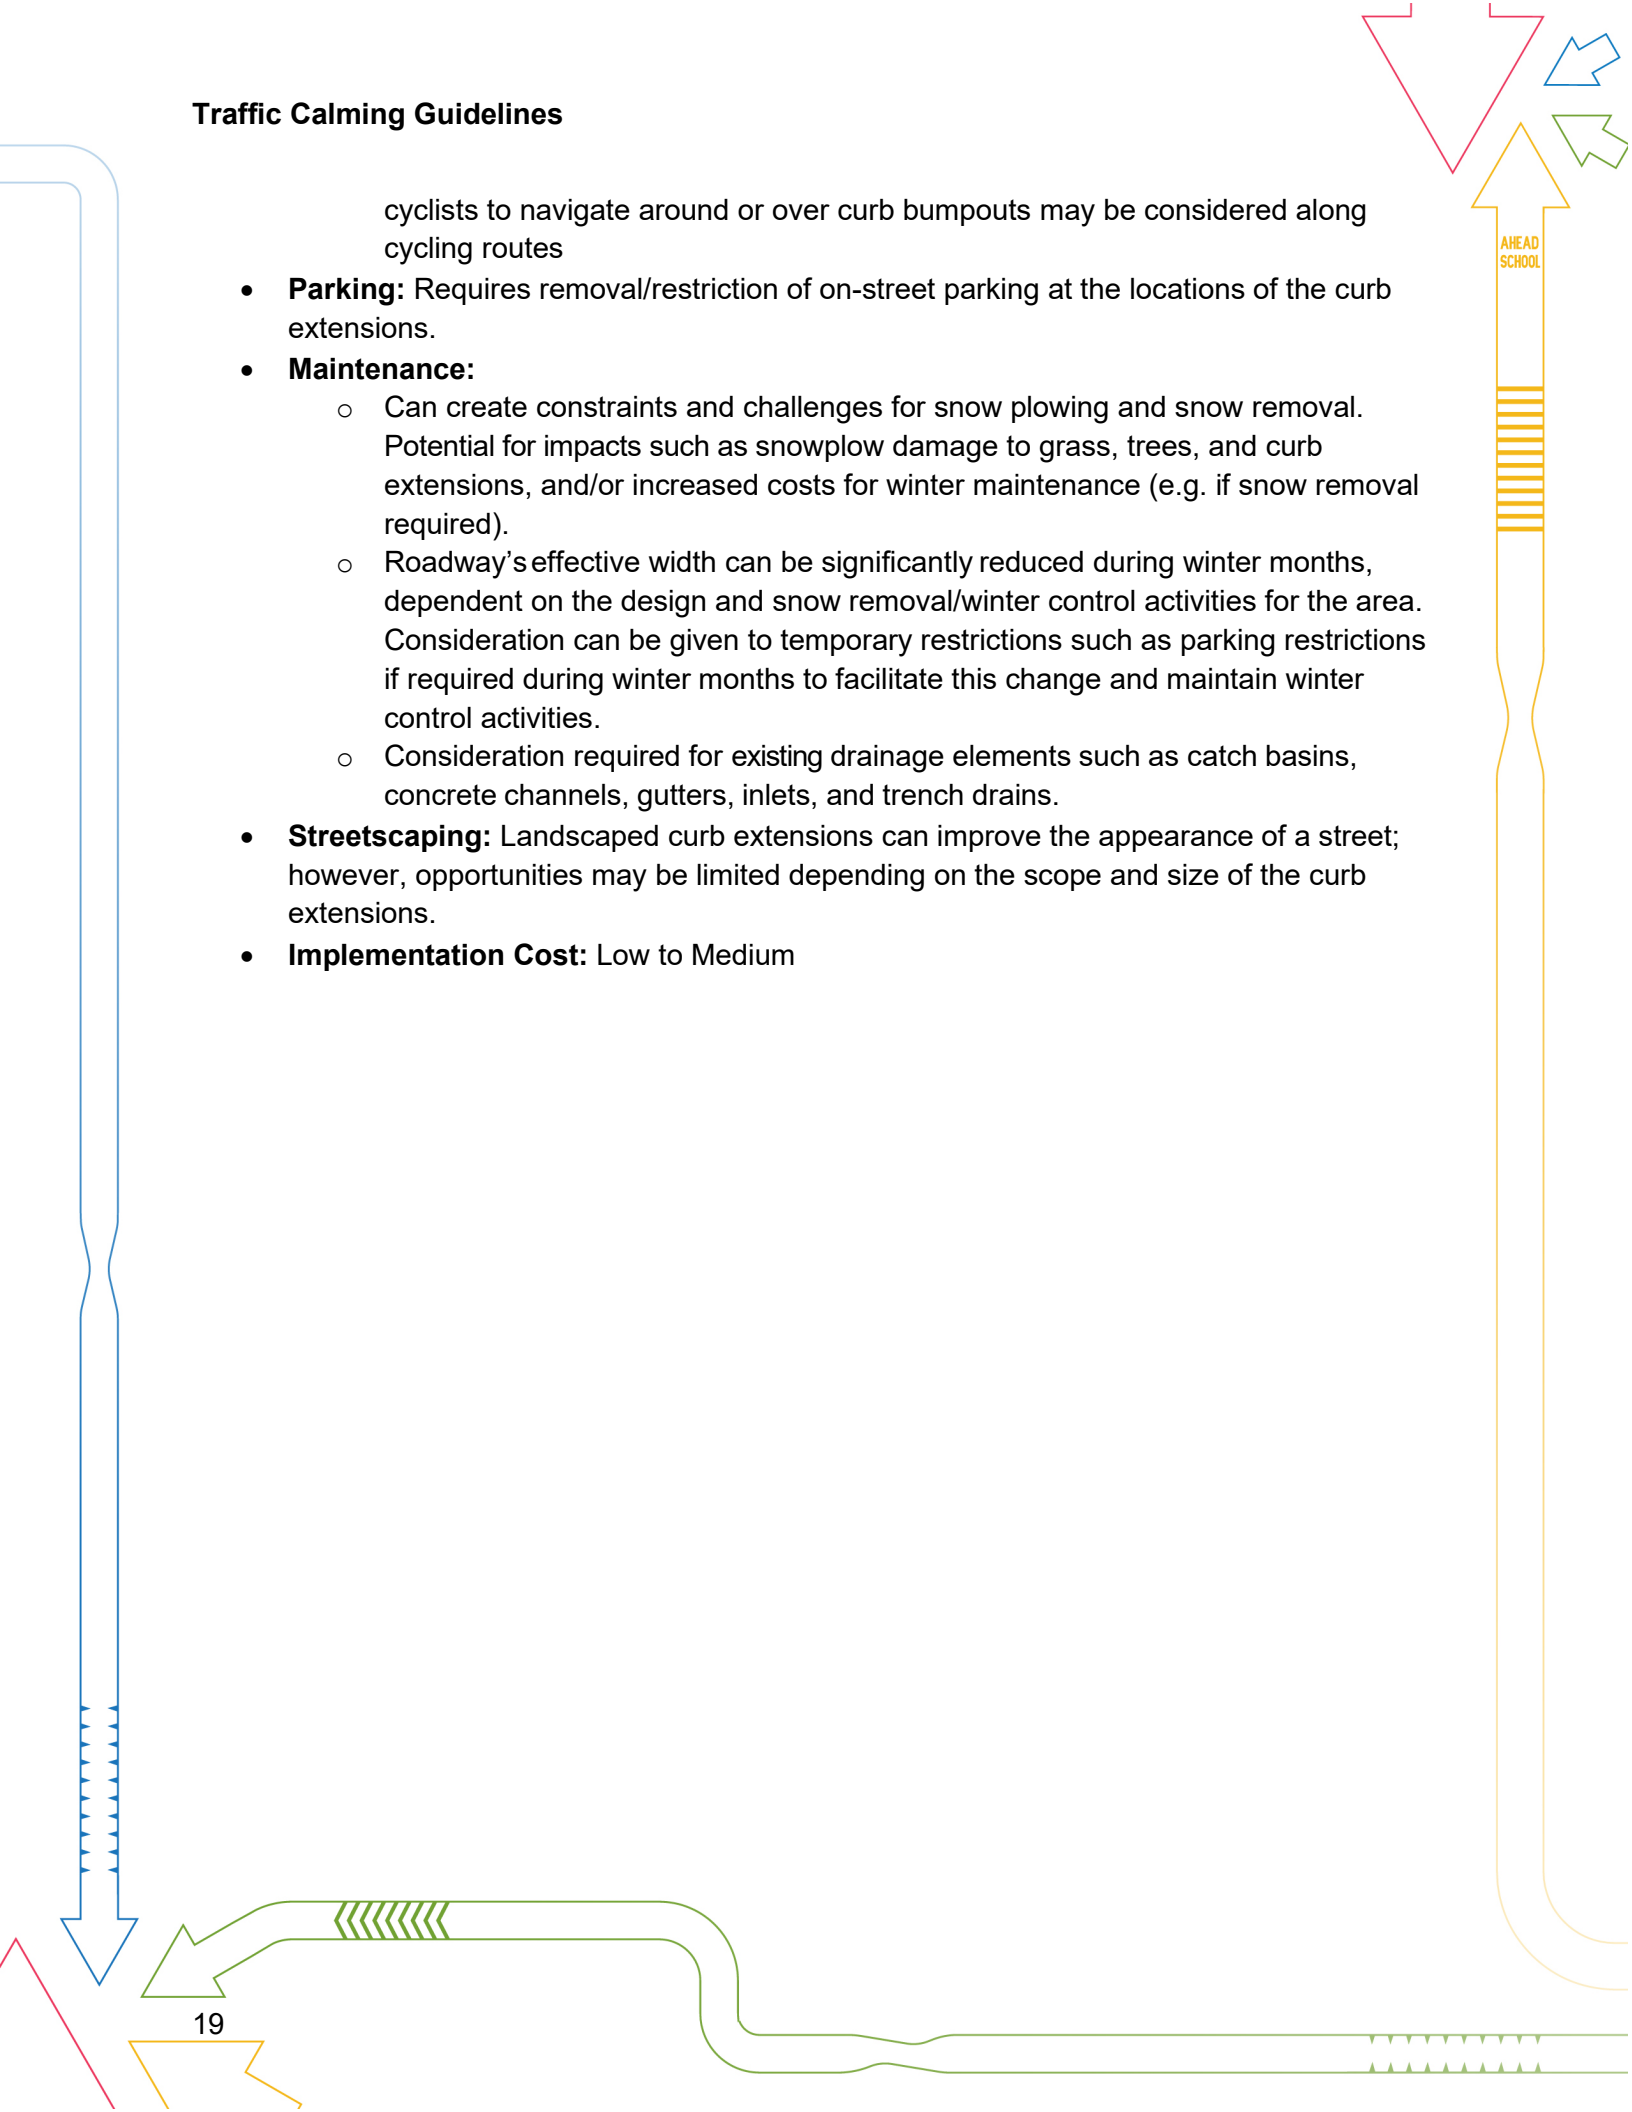 Traffic Calming Guidelines
cyclists to navigate around or over curb bumpouts may be considered along
cycling routes
• Parking: Requires removal/restriction of on-street parking at the locations of the curb
extensions.
• Maintenance:
o Can create constraints and challenges for snow plowing and snow removal.
Potential for impacts such as snowplow damage to grass, trees, and curb
extensions, and/or increased costs for winter maintenance (e.g. if snow removal
required).
o Roadway's effective width can be significantly reduced during winter months,
dependent on the design and snow removal/winter control activities for the area.
Consideration can be given to temporary restrictions such as parking restrictions
if required during winter months to facilitate this change and maintain winter
control activities.
o Consideration required for existing drainage elements such as catch basins,
concrete channels, gutters, inlets, and trench drains.
• Streetscaping: Landscaped curb extensions can improve the appearance of a street;
however, opportunities may be limited depending on the scope and size of the curb
extensions.
• Implementation Cost: Low to Medium
AHEAD
SCHOOL
19